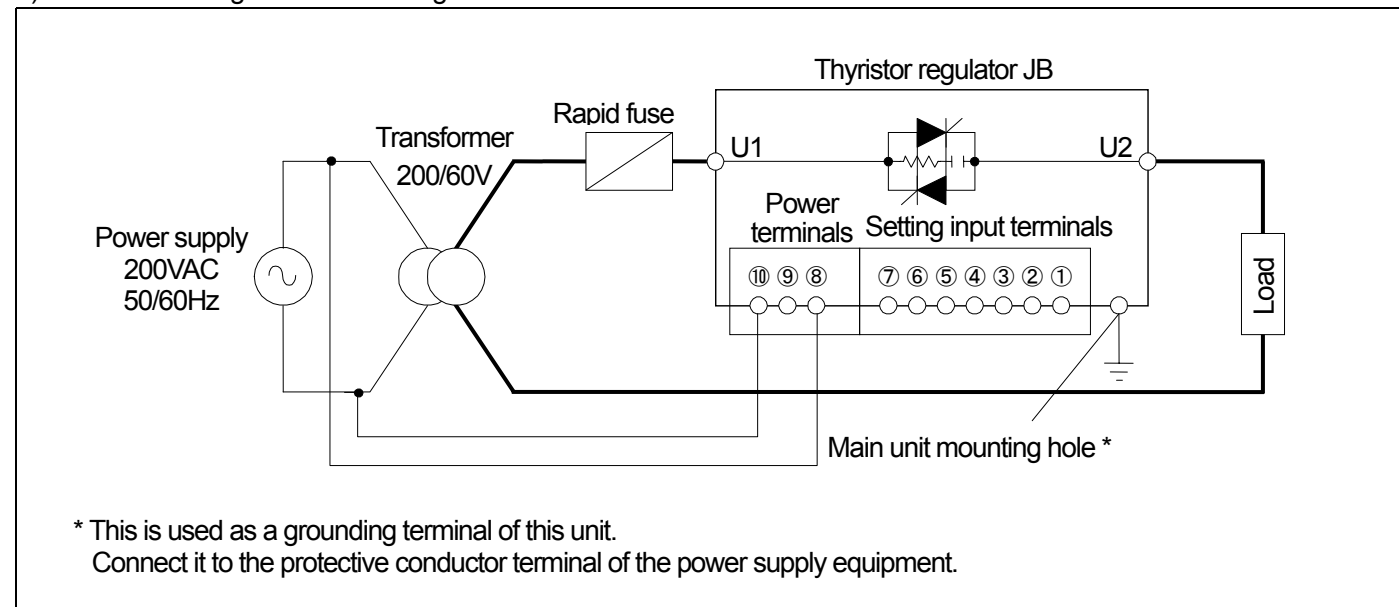 Thyristor regulator JB
Rapid fuse
Transformer
200/60V
U1
U2
Power
terminals
Setting input terminals
Power supply
200VAC
50/60Hz
⑩ ⑨ ⑧
⑦ ⑥ ⑤ ④ ③ ② ①
Load
Main unit mounting hole *
* This is used as a grounding terminal of this unit.
Connect it to the protective conductor terminal of the power supply equipment.